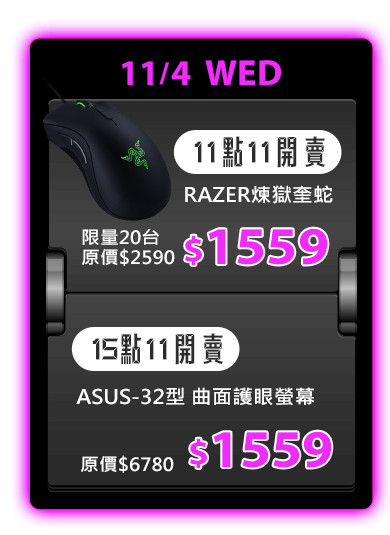 11/4 WED
11點11開賣
RAZER煉獄奎蛇
限量20台
原價$2590 $1559
15點11開賣
ASUS-32型 曲面護眼螢幕
原價$6780 $1559